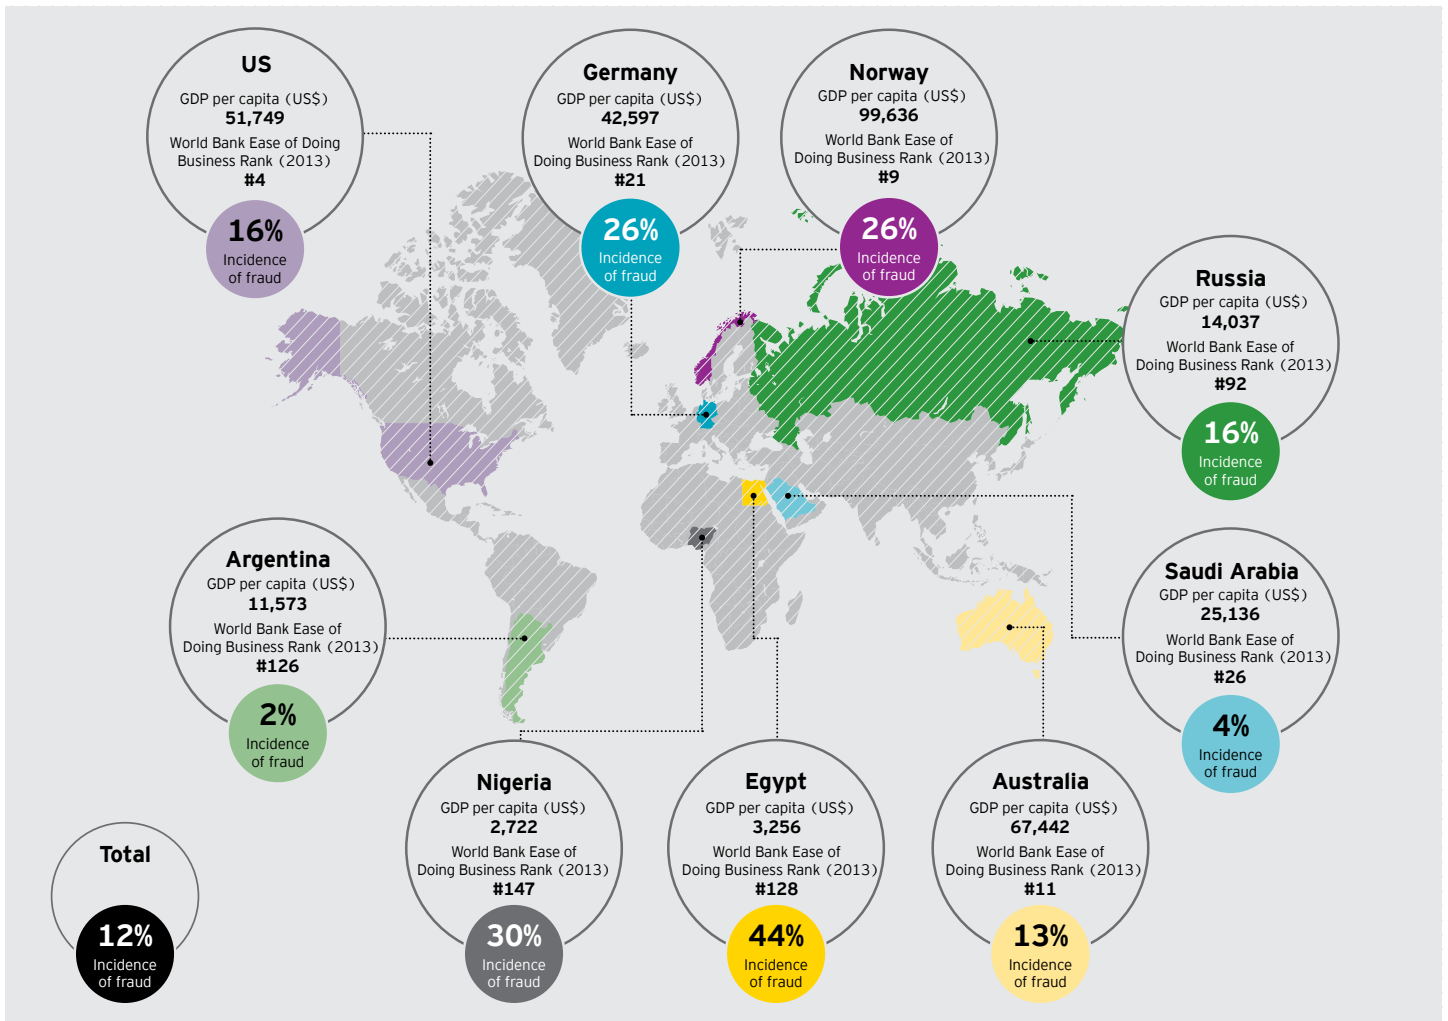 US
GDP per capita (US$)
51,749
World Bank Ease of Doing
Business Rank (2013)
#4
16%
Incidence
of fraud
Germany
GDP per capita (US$)
42,597
World Bank Ease of
Doing Business Rank (2013)
#21
26%
Incidence
of fraud
Norway
GDP per capita (US$)
99,636
World Bank Ease of
Doing Business Rank (2013)
#9
26%
Incidence
of fraud
Russia
GDP per capita (US$)
14,037
World Bank Ease of
Doing Business Rank (2013)
#92
16%
Incidence
of fraud
Argentina
GDP per capita (US$)
11,573
World Bank Ease of
Doing Business Rank (2013)
#126
2%
Incidence
of fraud
Saudi Arabia
GDP per capita (US$)
25,136
World Bank Ease of
Doing Business Rank (2013)
#26
4%
Incidence
of fraud
Nigeria
GDP per capita (US$)
2,722
World Bank Ease of
Doing Business Rank (2013)
#147
30%
Incidence
of fraud
Egypt
GDP per capita (US$)
3,256
World Bank Ease of
Doing Business Rank (2013)
#128
44%
Incidence
of fraud
Australia
GDP per capita (US$)
67,442
World Bank Ease of
Doing Business Rank (2013)
#11
13%
Incidence
of fraud
Total
12%
Incidence
of fraud